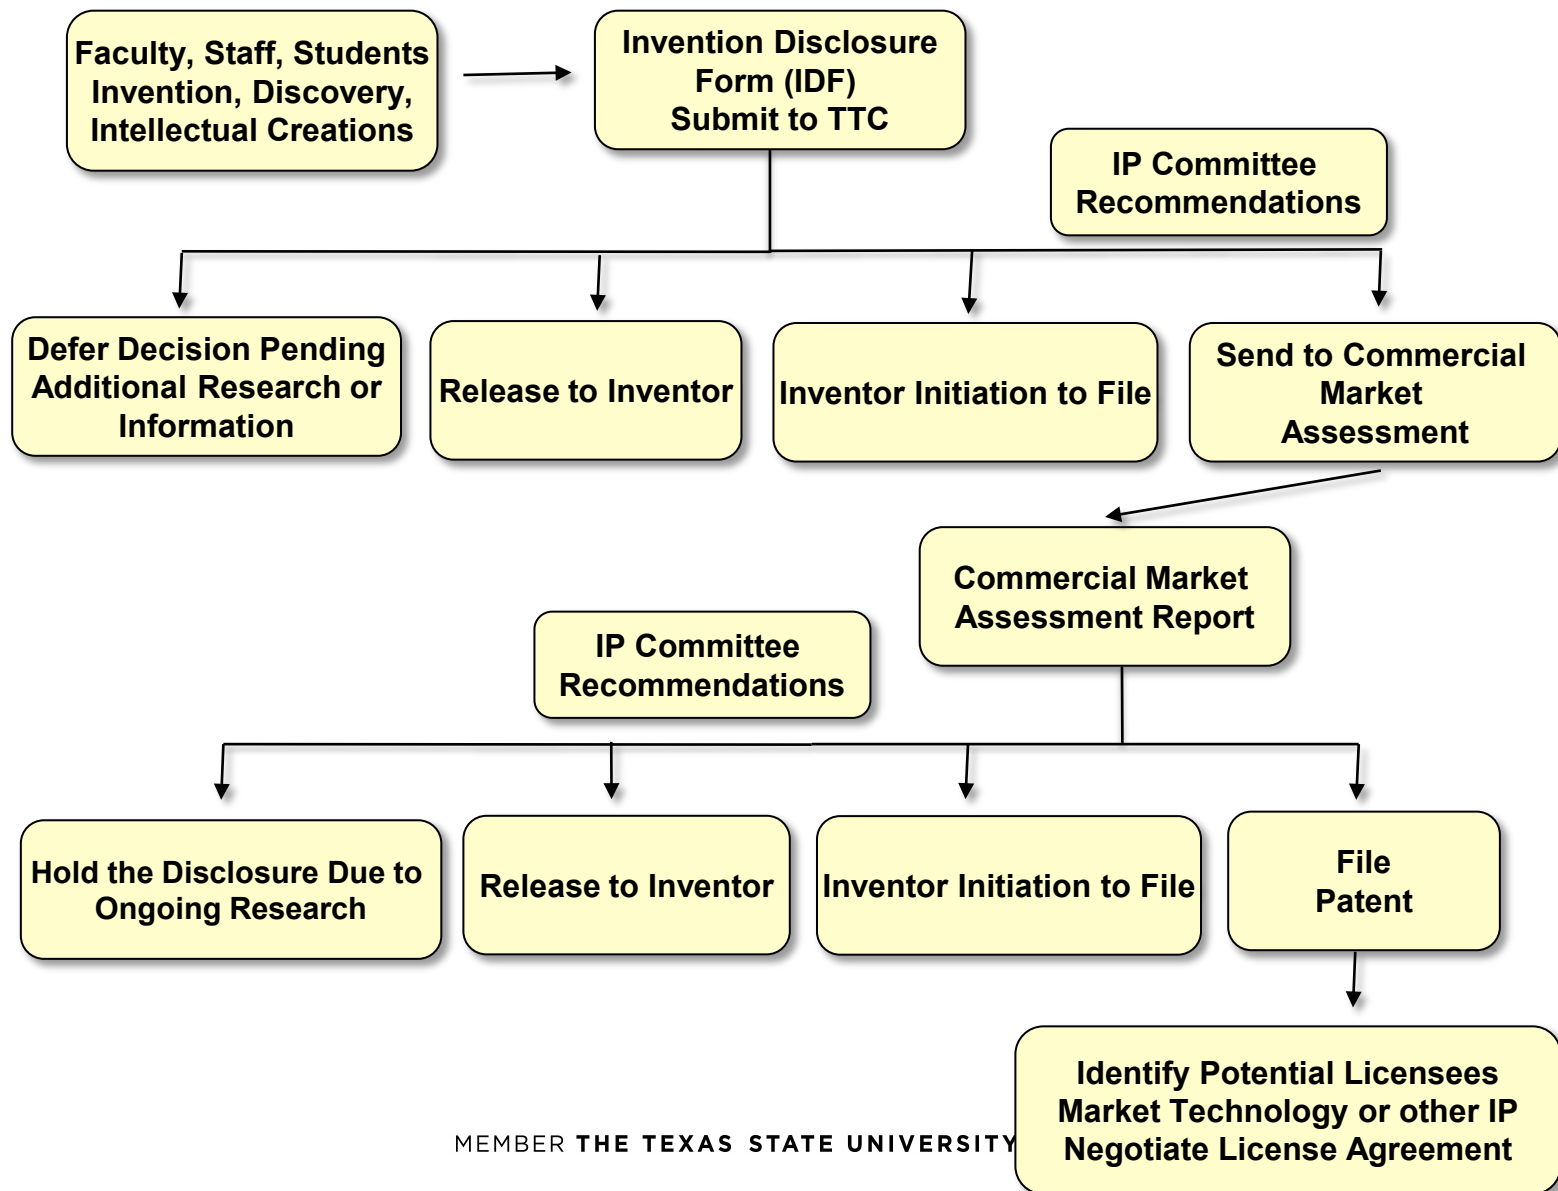 Faculty, Staff, Students
Invention, Discovery,
Intellectual Creations
Invention Disclosure
Form (IDF)
Submit to TTC
IP Committee
Recommendations
Defer Decision Pending
Additional Research or
Information
Release to Inventor
Inventor Initiation to File
Send to Commercial
Market
Assessment
Commercial Market
Assessment Report
IP Committee
Recommendations
Hold the Disclosure Due to
Ongoing Research
Release to Inventor
Inventor Initiation to File
File
Patent
Identify Potential Licensees
Market Technology or other IP
Negotiate License Agreement
MEMBER THE TEXAS STATE UNIVERSITY